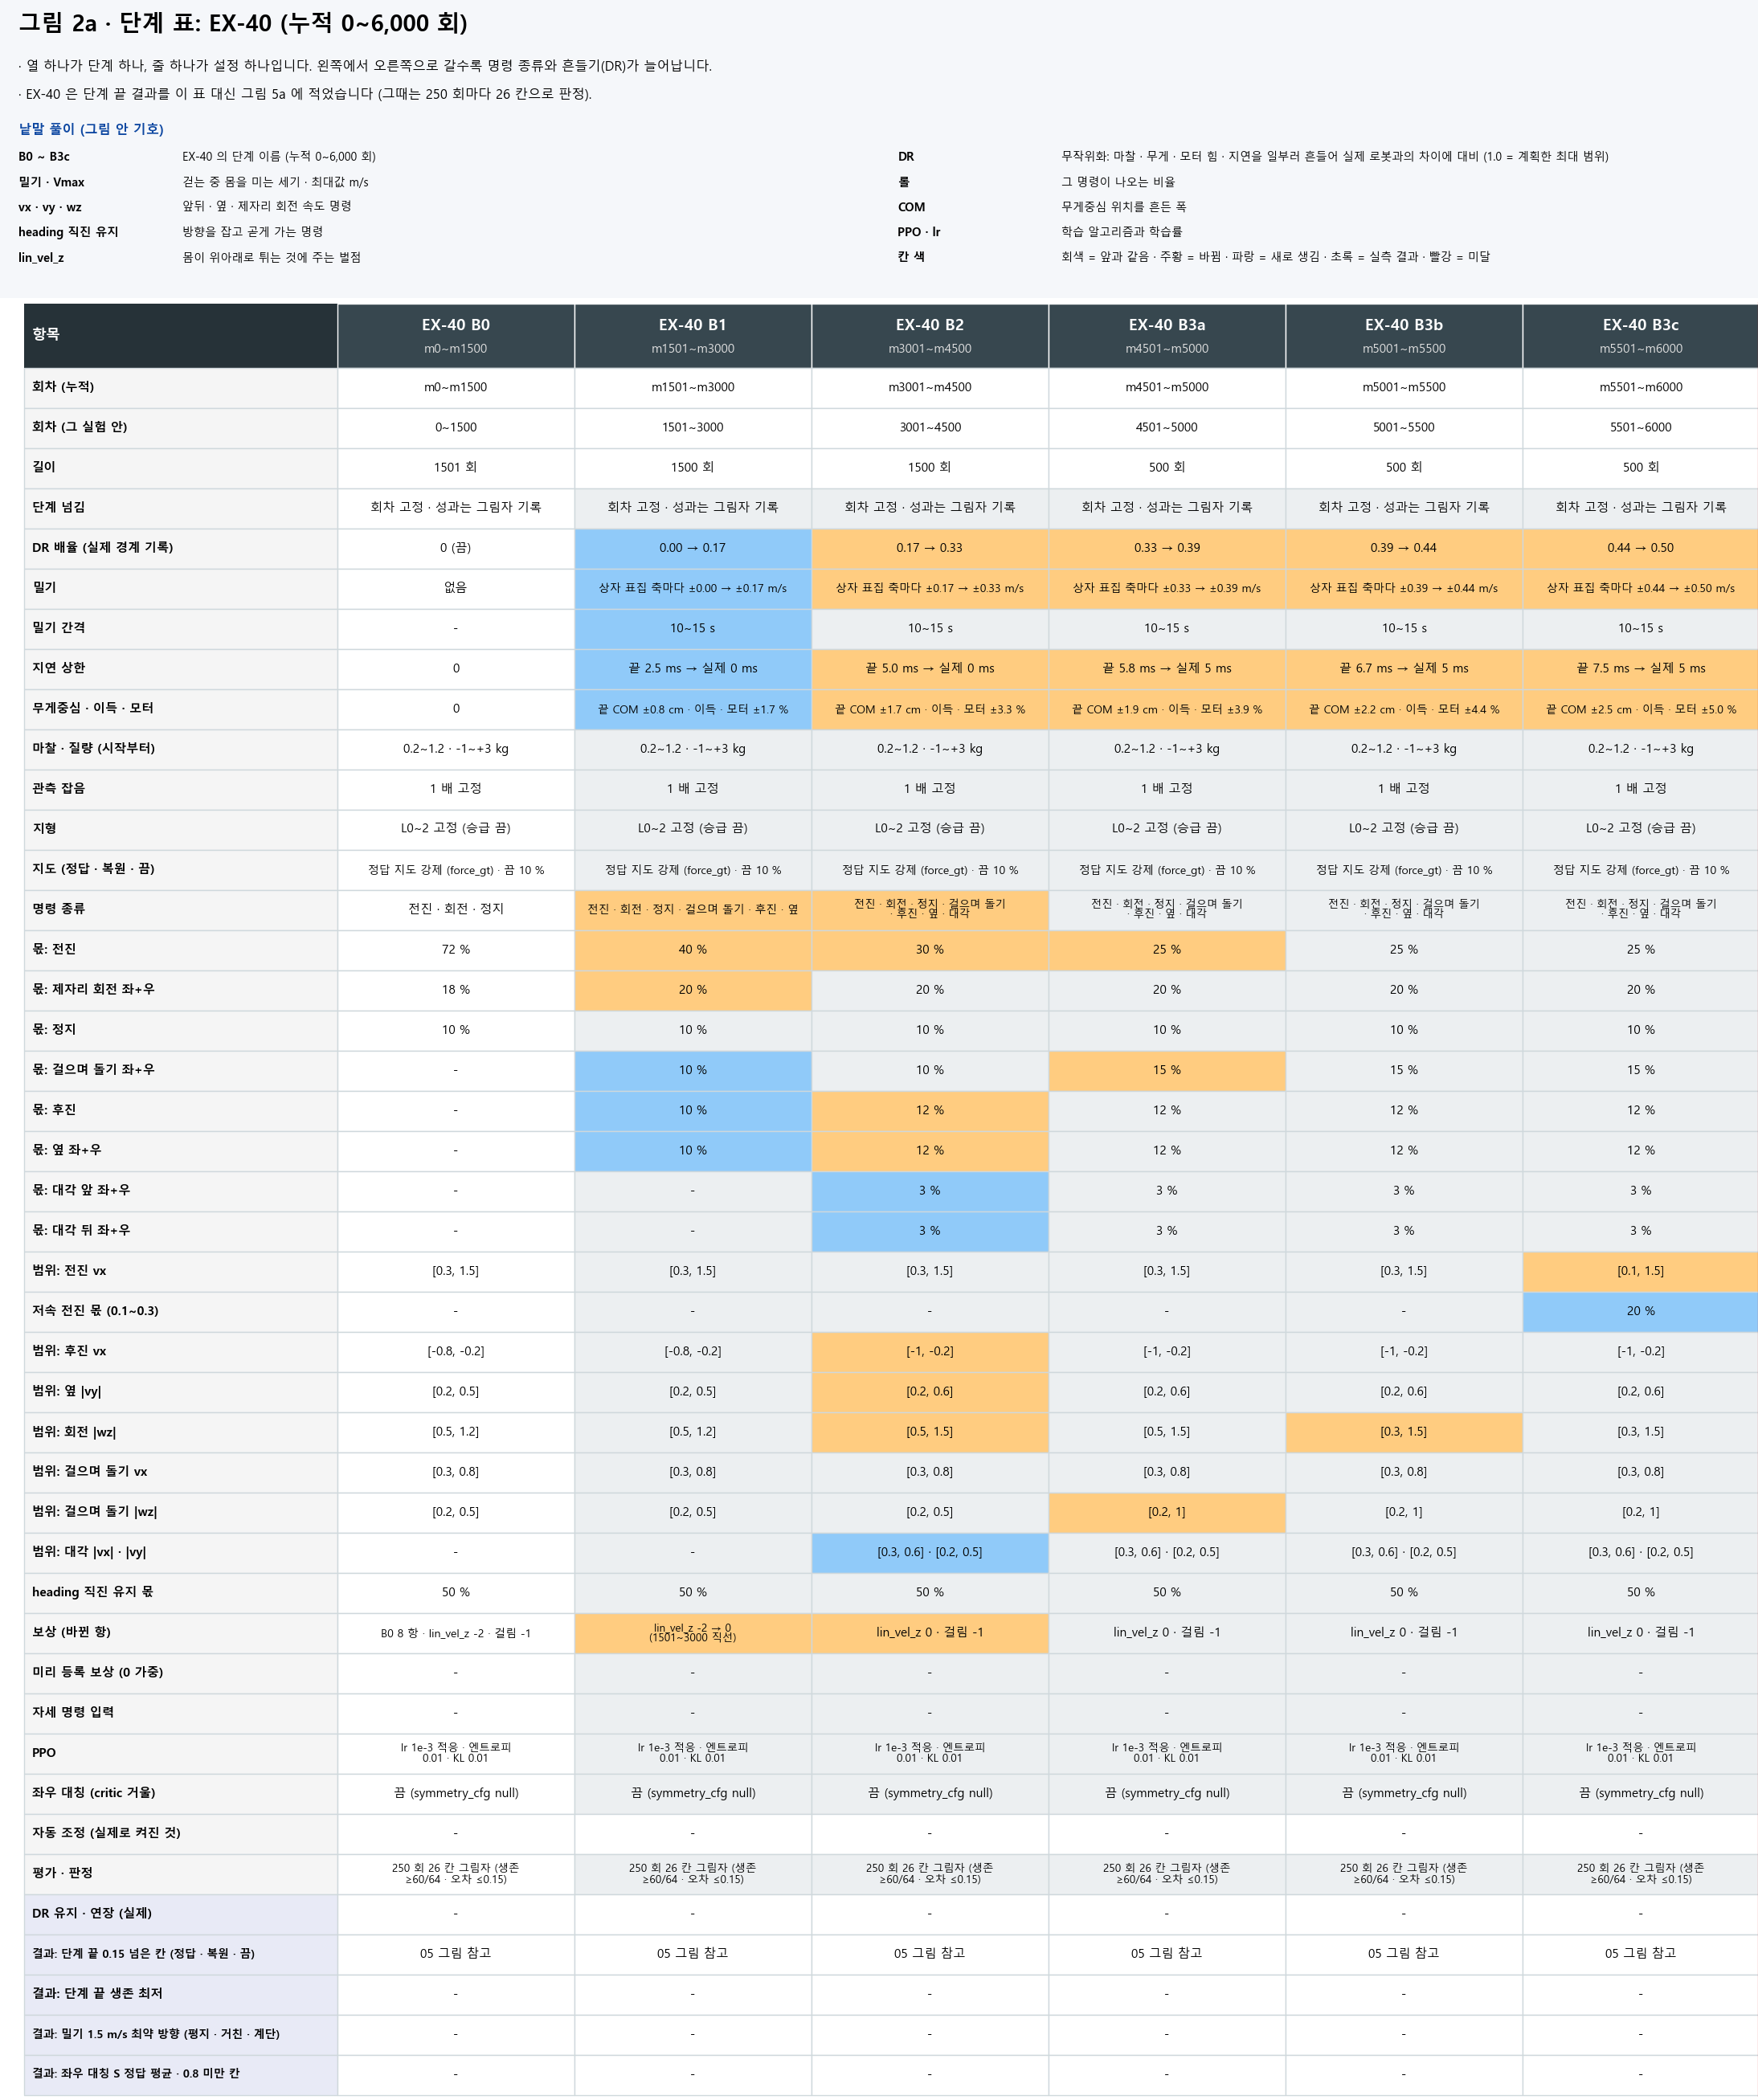 그림 2a · 단계 표: EX-40 (누적 0~6,000 회)
· 열 하나가 단계 하나, 줄 하나가 설정 하나입니다. 왼쪽에서 오른쪽으로 갈수록 명령 종류와 흔들기(DR)가 늘어납니다.
· EX-40 은 단계 끝 결과를 이 표 대신 그림 5a 에 적었습니다 (그때는 250 회마다 26 칸으로 판정).
낱말 풀이 (그림 안 기호)
B0 ~ B3c EX-40 의 단계 이름 (누적 0~6,000 회) DR 무작위화: 마찰 · 무게 · 모터 힘 · 지연을 일부러 흔들어 실제 로봇과의 차이에 대비 (1.0 = 계획한 최대 범위)
밀기 · Vmax 걷는 중 몸을 미는 세기 · 최대값 m/s 몫 그 명령이 나오는 비율
vx · vy · wz 앞뒤 · 옆 · 제자리 회전 속도 명령 COM 무게중심 위치를 흔든 폭
heading 직진 유지 방향을 잡고 곧게 가는 명령 PPO · lr 학습 알고리즘과 학습률
lin_vel_z 몸이 위아래로 튀는 것에 주는 벌점 칸 색 회색 = 앞과 같음 · 주황 = 바뀜 · 파랑 = 새로 생김 · 초록 = 실측 결과 · 빨강 = 미달
항목 EX-40 B0 EX-40 B1 EX-40 B2 EX-40 B3a EX-40 B3b EX-40 B3c
m0~m1500 m1501~m3000 m3001~m4500 m4501~m5000 m5001~m5500 m5501~m6000
회차 (누적) m0~m1500 m1501~m3000 m3001~m4500 m4501~m5000 m5001~m5500 m5501~m6000
회차 (그 실험 안) 0~1500 1501~3000 3001~4500 4501~5000 5001~5500 5501~6000
길이 1501 회 1500 회 1500 회 500 회 500 회 500 회
단계 넘김 회차 고정 · 성과는 그림자 기록 회차 고정 · 성과는 그림자 기록 회차 고정 · 성과는 그림자 기록 회차 고정 · 성과는 그림자 기록 회차 고정 · 성과는 그림자 기록 회차 고정 · 성과는 그림자 기록
DR 배율 (실제 경계 기록) 0 (끔) 0.00 → 0.17 0.17 → 0.33 0.33 → 0.39 0.39 → 0.44 0.44 → 0.50
밀기 없음 상자 표집 축마다 ±0.00 → ±0.17 m/s 상자 표집 축마다 ±0.17 → ±0.33 m/s 상자 표집 축마다 ±0.33 → ±0.39 m/s 상자 표집 축마다 ±0.39 → ±0.44 m/s 상자 표집 축마다 ±0.44 → ±0.50 m/s
밀기 간격 - 10~15 s 10~15 s 10~15 s 10~15 s 10~15 s
지연 상한 0 끝 2.5 ms → 실제 0 ms 끝 5.0 ms → 실제 0 ms 끝 5.8 ms → 실제 5 ms 끝 6.7 ms → 실제 5 ms 끝 7.5 ms → 실제 5 ms
무게중심 · 이득 · 모터 0 끝 COM ±0.8 cm · 이득 · 모터 ±1.7 % 끝 COM ±1.7 cm · 이득 · 모터 ±3.3 % 끝 COM ±1.9 cm · 이득 · 모터 ±3.9 % 끝 COM ±2.2 cm · 이득 · 모터 ±4.4 % 끝 COM ±2.5 cm · 이득 · 모터 ±5.0 %
마찰 · 질량 (시작부터) 0.2~1.2 · -1~+3 kg 0.2~1.2 · -1~+3 kg 0.2~1.2 · -1~+3 kg 0.2~1.2 · -1~+3 kg 0.2~1.2 · -1~+3 kg 0.2~1.2 · -1~+3 kg
관측 잡음 1 배 고정 1 배 고정 1 배 고정 1 배 고정 1 배 고정 1 배 고정
지형 L0~2 고정 (승급 끔) L0~2 고정 (승급 끔) L0~2 고정 (승급 끔) L0~2 고정 (승급 끔) L0~2 고정 (승급 끔) L0~2 고정 (승급 끔)
지도 (정답 · 복원 · 끔) 정답 지도 강제 (force_gt) · 끔 10 % 정답 지도 강제 (force_gt) · 끔 10 % 정답 지도 강제 (force_gt) · 끔 10 % 정답 지도 강제 (force_gt) · 끔 10 % 정답 지도 강제 (force_gt) · 끔 10 % 정답 지도 강제 (force_gt) · 끔 10 %
명령 종류 전진 · 회전 · 정지 전진 · 회전 · 정지 · 걸으며 돌기 · 후진 · 옆 전진 · 회전 · 정지 · 걸으며 돌기 전진 · 회전 · 정지 · 걸으며 돌기 전진 · 회전 · 정지 · 걸으며 돌기 전진 · 회전 · 정지 · 걸으며 돌기
· 후진 · 옆 · 대각 · 후진 · 옆 · 대각 · 후진 · 옆 · 대각 · 후진 · 옆 · 대각
몫: 전진 72 % 40 % 30 % 25 % 25 % 25 %
몫: 제자리 회전 좌+우 18 % 20 % 20 % 20 % 20 % 20 %
몫: 정지 10 % 10 % 10 % 10 % 10 % 10 %
몫: 걸으며 돌기 좌+우 - 10 % 10 % 15 % 15 % 15 %
몫: 후진 - 10 % 12 % 12 % 12 % 12 %
몫: 옆 좌+우 - 10 % 12 % 12 % 12 % 12 %
몫: 대각 앞 좌+우 - - 3 % 3 % 3 % 3 %
몫: 대각 뒤 좌+우 - - 3 % 3 % 3 % 3 %
범위: 전진 vx [0.3, 1.5] [0.3, 1.5] [0.3, 1.5] [0.3, 1.5] [0.3, 1.5] [0.1, 1.5]
저속 전진 몫 (0.1~0.3) - - - - - 20 %
범위: 후진 vx [-0.8, -0.2] [-0.8, -0.2] [-1, -0.2] [-1, -0.2] [-1, -0.2] [-1, -0.2]
범위: 옆 |vy| [0.2, 0.5] [0.2, 0.5] [0.2, 0.6] [0.2, 0.6] [0.2, 0.6] [0.2, 0.6]
범위: 회전 |wz| [0.5, 1.2] [0.5, 1.2] [0.5, 1.5] [0.5, 1.5] [0.3, 1.5] [0.3, 1.5]
범위: 걸으며 돌기 vx [0.3, 0.8] [0.3, 0.8] [0.3, 0.8] [0.3, 0.8] [0.3, 0.8] [0.3, 0.8]
범위: 걸으며 돌기 |wz| [0.2, 0.5] [0.2, 0.5] [0.2, 0.5] [0.2, 1] [0.2, 1] [0.2, 1]
범위: 대각 |vx| · |vy| - - [0.3, 0.6] · [0.2, 0.5] [0.3, 0.6] · [0.2, 0.5] [0.3, 0.6] · [0.2, 0.5] [0.3, 0.6] · [0.2, 0.5]
heading 직진 유지 몫 50 % 50 % 50 % 50 % 50 % 50 %
보상 (바뀐 항) B0 8 항 · lin_vel_z -2 · 걸림 -1 lin_vel_z -2 → 0 lin_vel_z 0 · 걸림 -1 lin_vel_z 0 · 걸림 -1 lin_vel_z 0 · 걸림 -1 lin_vel_z 0 · 걸림 -1
(1501~3000 직선)
미리 등록 보상 (0 가중) - - - - - -
자세 명령 입력 - - - - - -
PPO lr 1e-3 적응 · 엔트로피 lr 1e-3 적응 · 엔트로피 lr 1e-3 적응 · 엔트로피 lr 1e-3 적응 · 엔트로피 lr 1e-3 적응 · 엔트로피 lr 1e-3 적응 · 엔트로피
0.01 · KL 0.01 0.01 · KL 0.01 0.01 · KL 0.01 0.01 · KL 0.01 0.01 · KL 0.01 0.01 · KL 0.01
좌우 대칭 (critic 거울) 끔 (symmetry_cfg null) 끔 (symmetry_cfg null) 끔 (symmetry_cfg null) 끔 (symmetry_cfg null) 끔 (symmetry_cfg null) 끔 (symmetry_cfg null)
자동 조정 (실제로 켜진 것) - - - - - -
평가 · 판정 250 회 26 칸 그림자 (생존 250 회 26 칸 그림자 (생존 250 회 26 칸 그림자 (생존 250 회 26 칸 그림자 (생존 250 회 26 칸 그림자 (생존 250 회 26 칸 그림자 (생존
≥60/64 · 오차 ≤0.15) ≥60/64 · 오차 ≤0.15) ≥60/64 · 오차 ≤0.15) ≥60/64 · 오차 ≤0.15) ≥60/64 · 오차 ≤0.15) ≥60/64 · 오차 ≤0.15)
DR 유지 · 연장 (실제) - - - - - -
결과: 단계 끝 0.15 넘은 칸 (정답 · 복원 · 끔) 05 그림 참고 05 그림 참고 05 그림 참고 05 그림 참고 05 그림 참고 05 그림 참고
결과: 단계 끝 생존 최저 - - - - - -
결과: 밀기 1.5 m/s 최약 방향 (평지 · 거친 · 계단) - - - - - -
결과: 좌우 대칭 S 정답 평균 · 0.8 미만 칸 - - - - - -